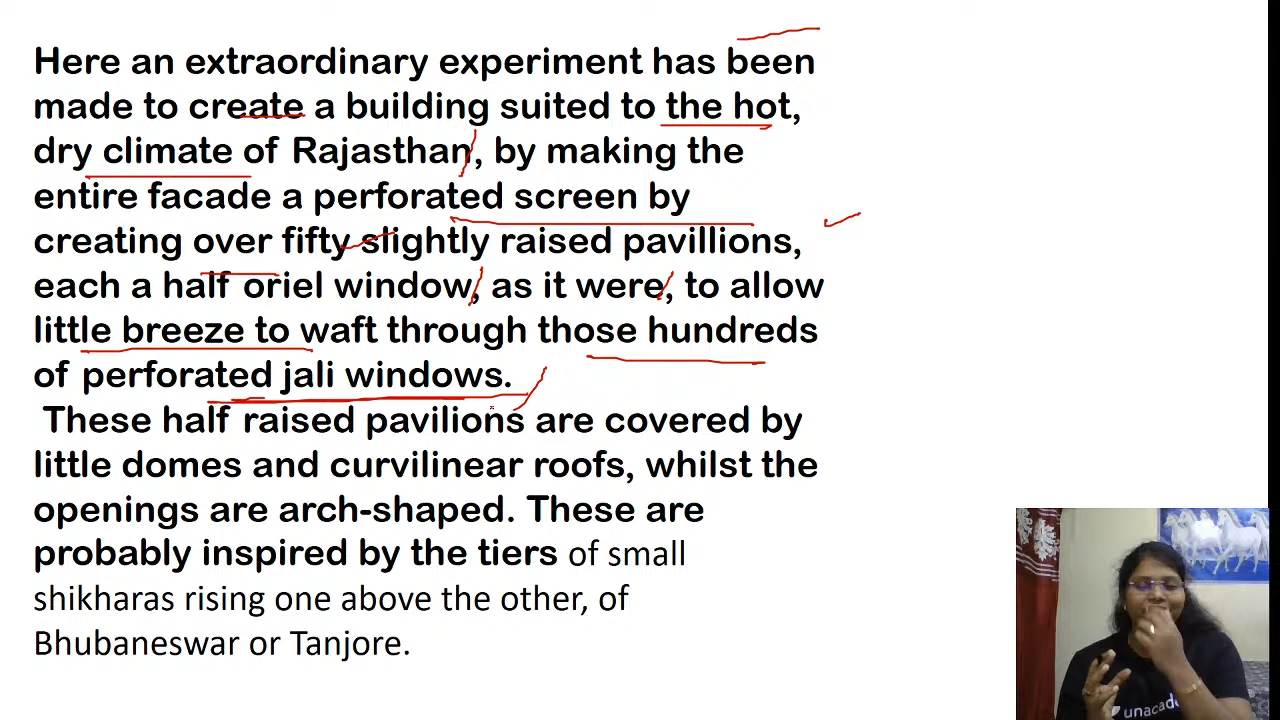 Here an extraordinary experiment has been
made to create a building suited to the hot,
dry climate of Rajasthan, by making the
entire facade a perforated screen by
creating over fifty slightly raised pavillions,
each a half oriel window, as it were, to allow
little breeze to waft through those hundreds
of perforated jali windows.
These half raised pavilions are covered by
little domes and curvilinear roofs, whilst the
openings are arch-shaped. These are
probably inspired by the tiers of small
shikharas rising one above the other, of
Bhubaneswar or Tanjore.
unacade